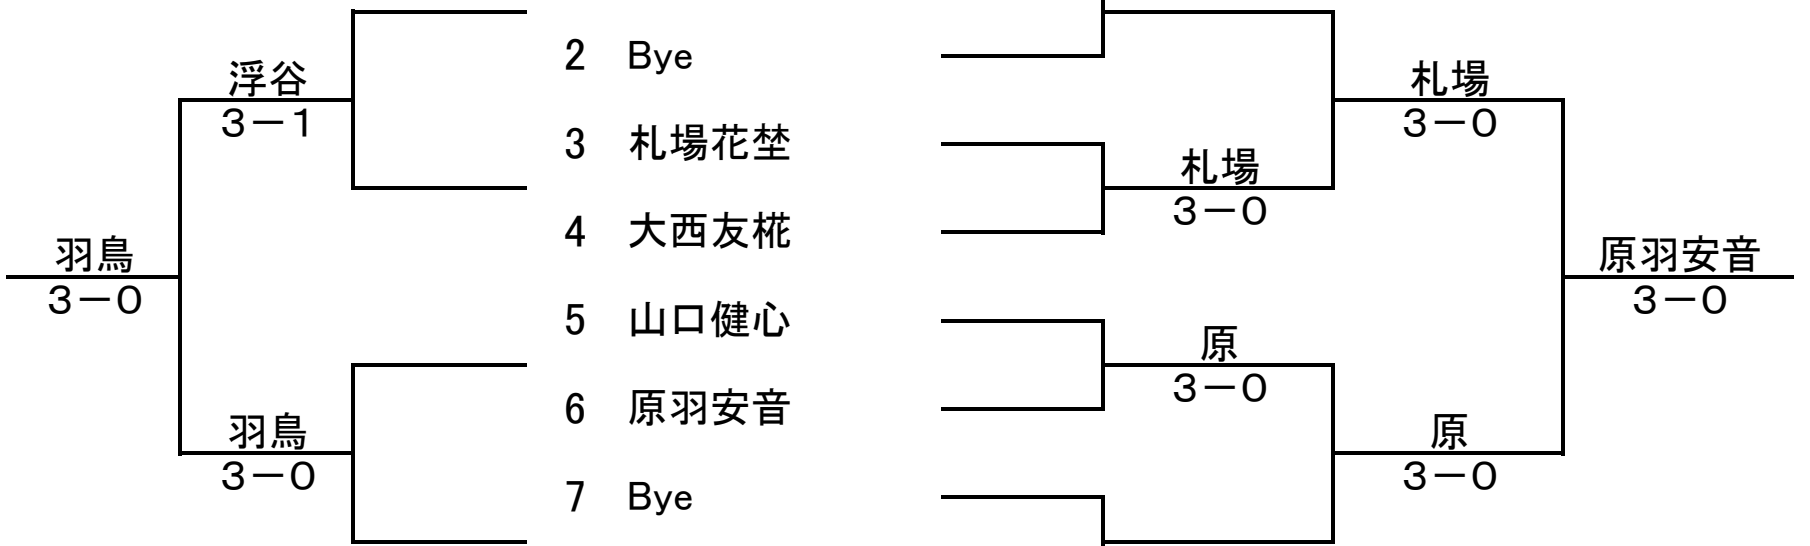 2 Bye
浮谷
札場
3－1
3－0
3 札場花埜
札場
3－0
4 大西友椛
羽鳥
原羽安音
3－0
3－0
5 山口健心
原
3－0
6 原羽安音
羽鳥
原
3－0
3－0
7 Bye